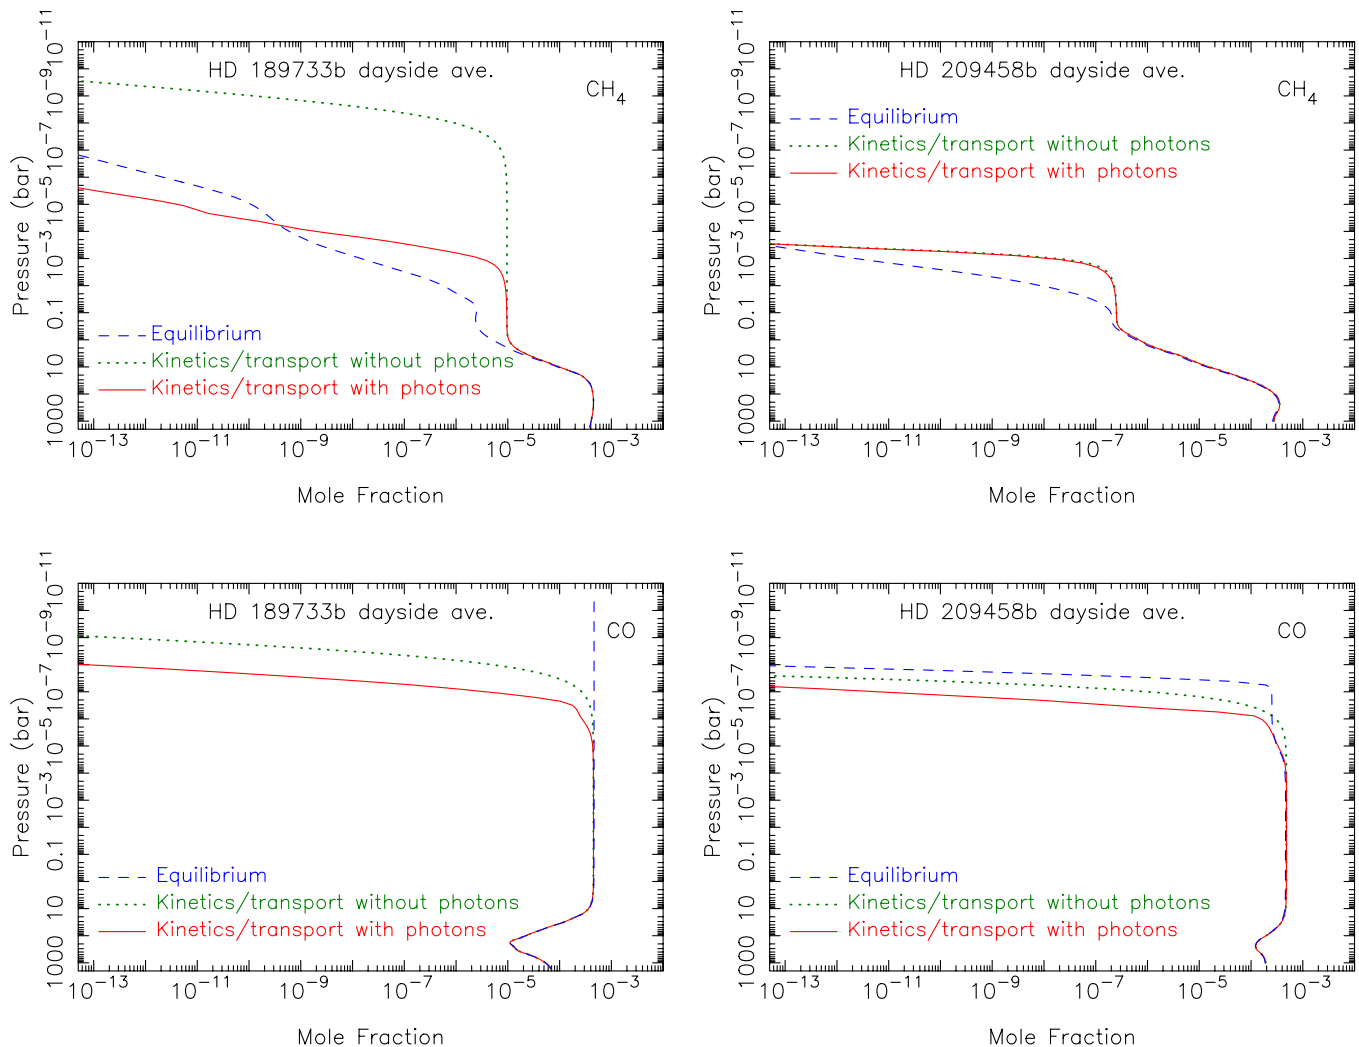 HD 189733b dayside ave.
CH4
Equilibrium
Kinetics/transport without photons
Kinetics/transport with photons
Pressure (bar)
10^-11
10^-9
10^-7
10^-5
10^-3
0.1
10
1000
10^-13 10^-11 10^-9 10^-7 10^-5 10^-3
Mole Fraction
HD 209458b dayside ave.
CH4
Equilibrium
Kinetics/transport without photons
Kinetics/transport with photons
Pressure (bar)
10^-11
10^-9
10^-7
10^-5
10^-3
0.1
10
1000
10^-13 10^-11 10^-9 10^-7 10^-5 10^-3
Mole Fraction
HD 189733b dayside ave.
CO
Equilibrium
Kinetics/transport without photons
Kinetics/transport with photons
Pressure (bar)
10^-11
10^-9
10^-7
10^-5
10^-3
0.1
10
1000
10^-13 10^-11 10^-9 10^-7 10^-5 10^-3
Mole Fraction
HD 209458b dayside ave.
CO
Equilibrium
Kinetics/transport without photons
Kinetics/transport with photons
Pressure (bar)
10^-11
10^-9
10^-7
10^-5
10^-3
0.1
10
1000
10^-13 10^-11 10^-9 10^-7 10^-5 10^-3
Mole Fraction